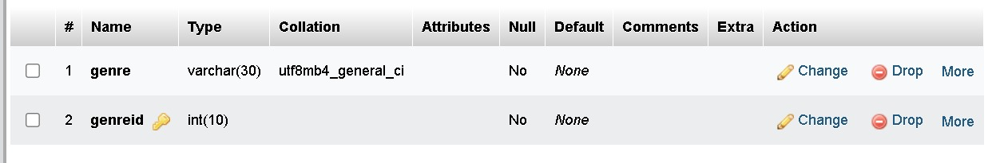 # Name Type Collation Attributes Null Default Comments Extra Action
1 genre varchar(30) utf8mb4_general_ci No None Change Drop More
2 genreid int(10) No None Change Drop More